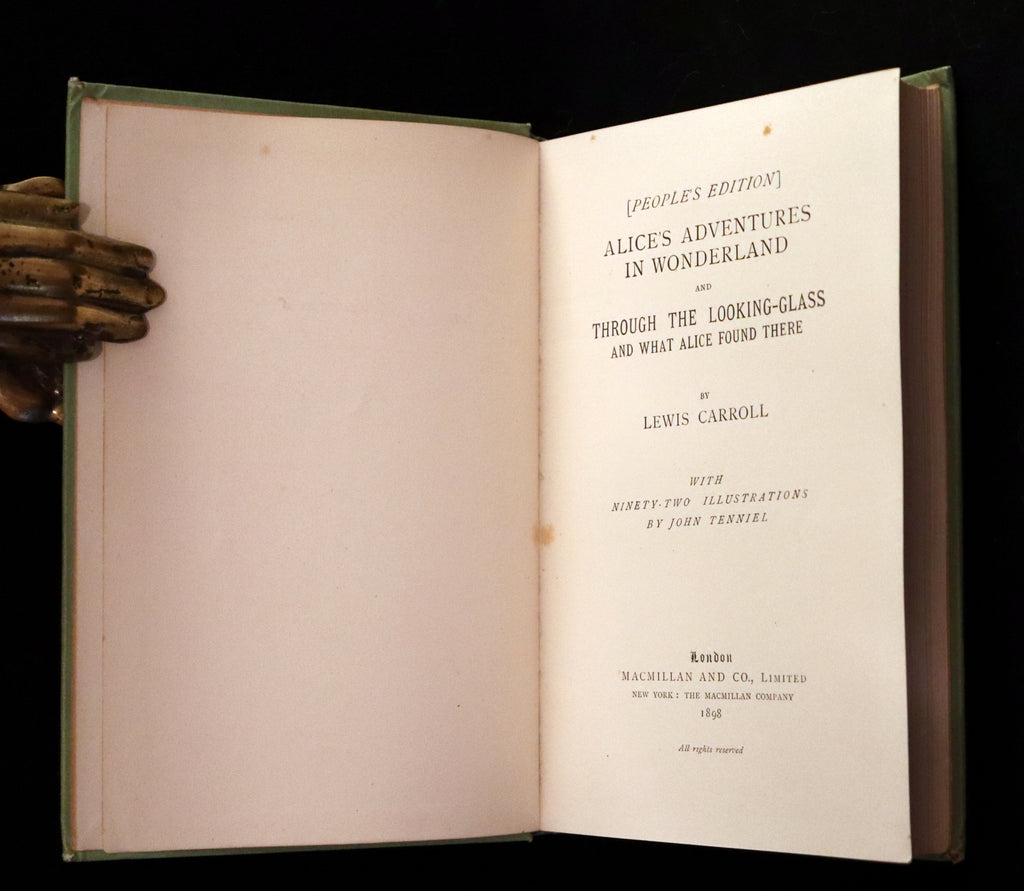 [PEOPLE'S EDITION]
ALICE'S ADVENTURES
IN WONDERLAND
AND
THROUGH THE LOOKING-GLASS
AND WHAT ALICE FOUND THERE
BY
LEWIS CARROLL
WITH
NINETY-TWO ILLUSTRATIONS
BY JOHN TENNIEL
London
MACMILLAN AND CO., LIMITED
NEW YORK: THE MACMILLAN COMPANY
1898
All rights reserved